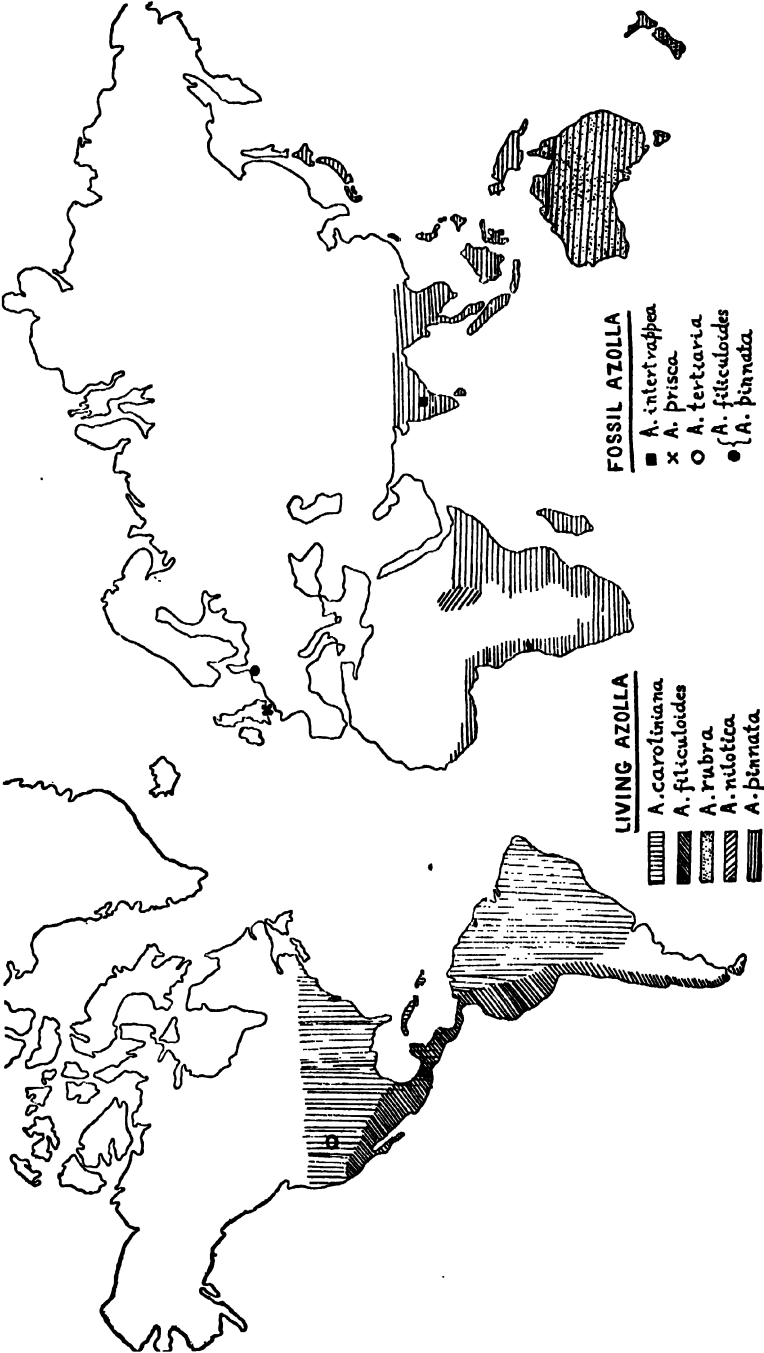 LIVING AZOLLA
A. caroliniana
A. filiculoides
A. rubra
A. nilotica
A. pinnata
FOSSIL AZOLLA
A. intertrappea
A. prisca
A. tertiaria
{A. filiculoides
{A. pinnata